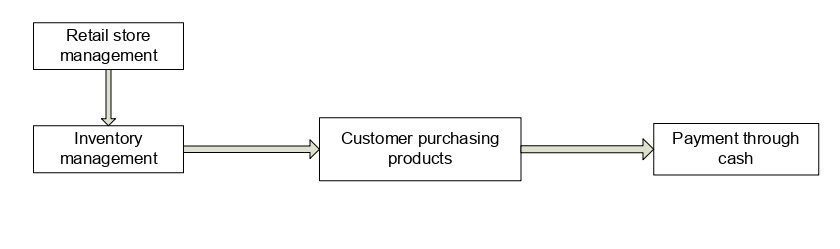 Retail store
management
Inventory
management
Customer purchasing
products
Payment through
cash